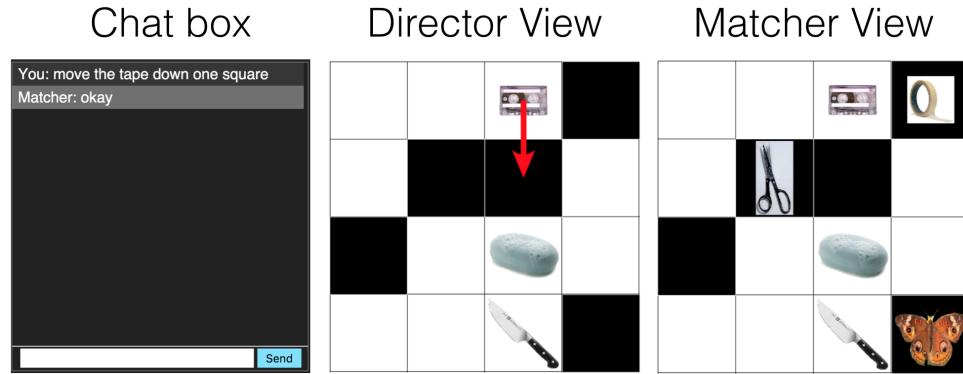 Chat box
Director View
Matcher View
You: move the tape down one square
Matcher: okay
Send